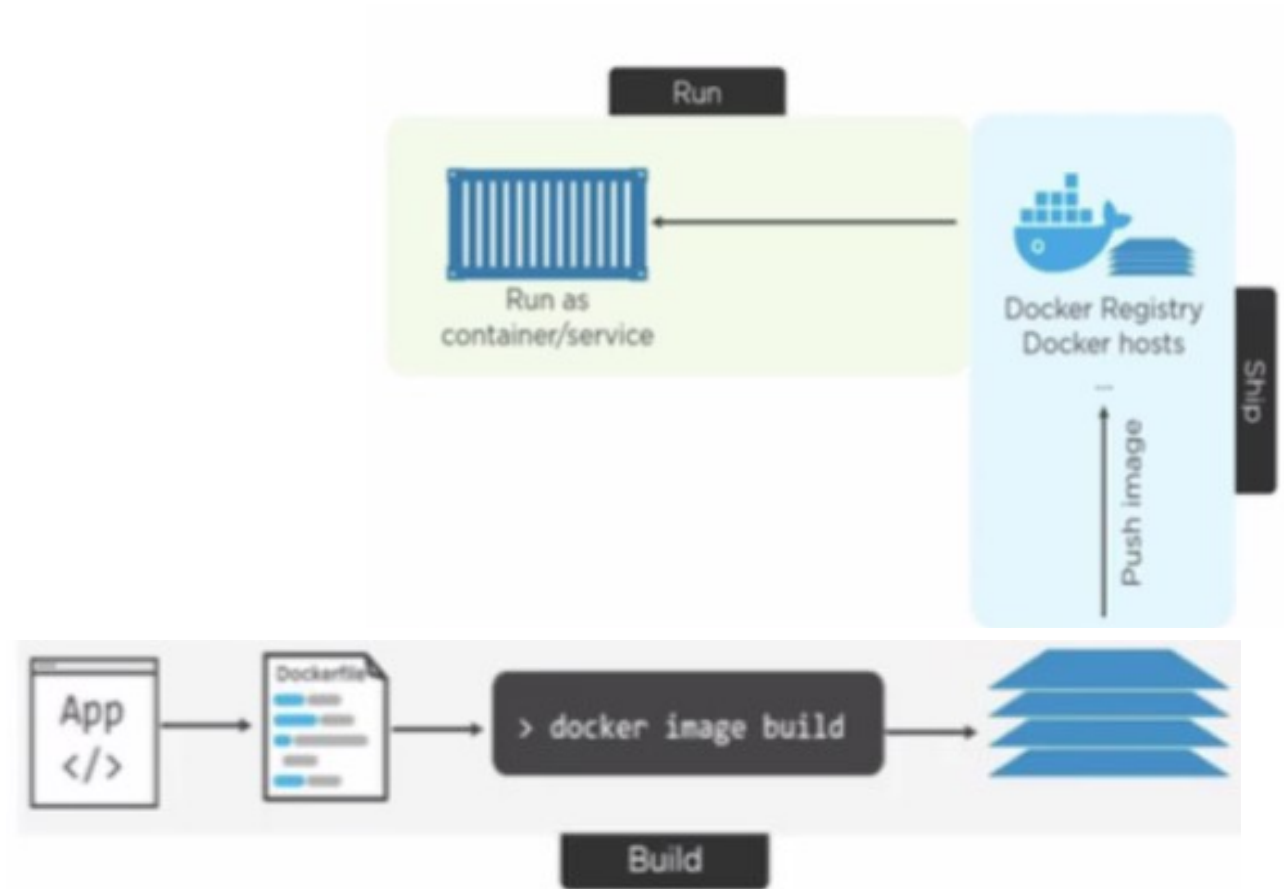 Run
Run as
container/service
Docker Registry
Docker hosts
...
Ship
Push image
App
</>
Dockerfile
> docker image build
Build